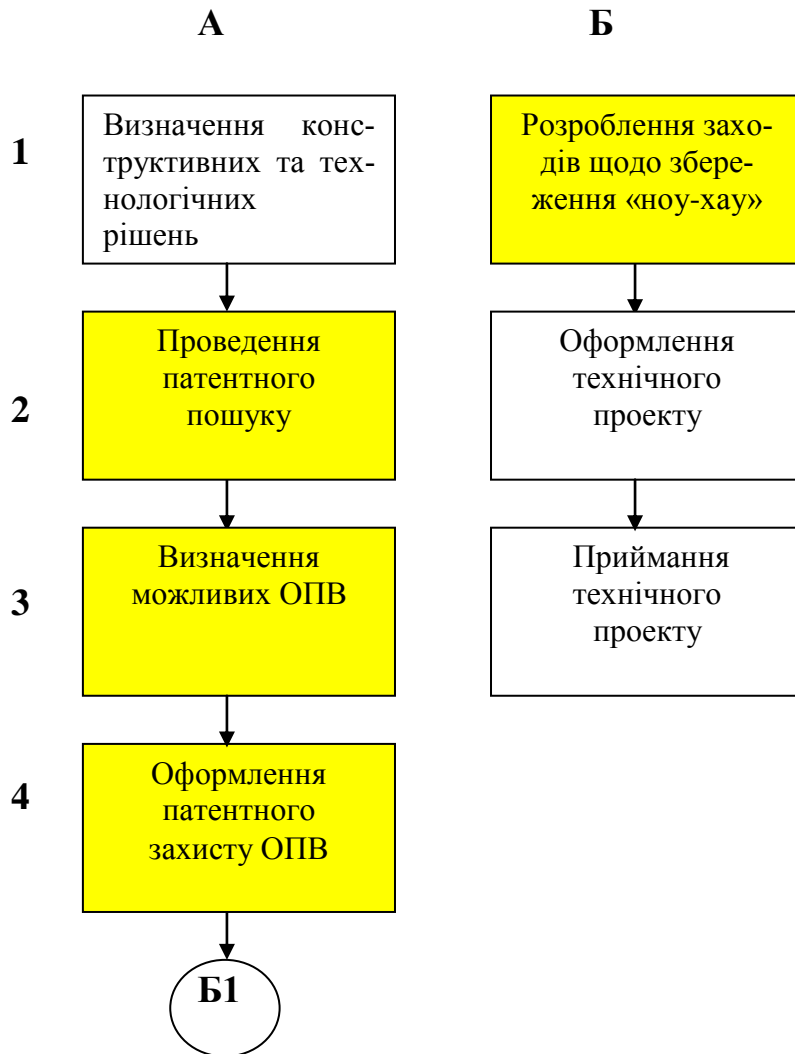 А
Б
1
Визначення конс-
труктивних та тех-
нологічних
рішень
Розроблення захо-
дів щодо збере-
ження «ноу-хау»
2
Проведення
патентного
пошуку
Оформлення
технічного
проекту
3
Визначення
можливих ОПВ
Приймання
технічного
проекту
4
Оформлення
патентного
захисту ОПВ
Б1